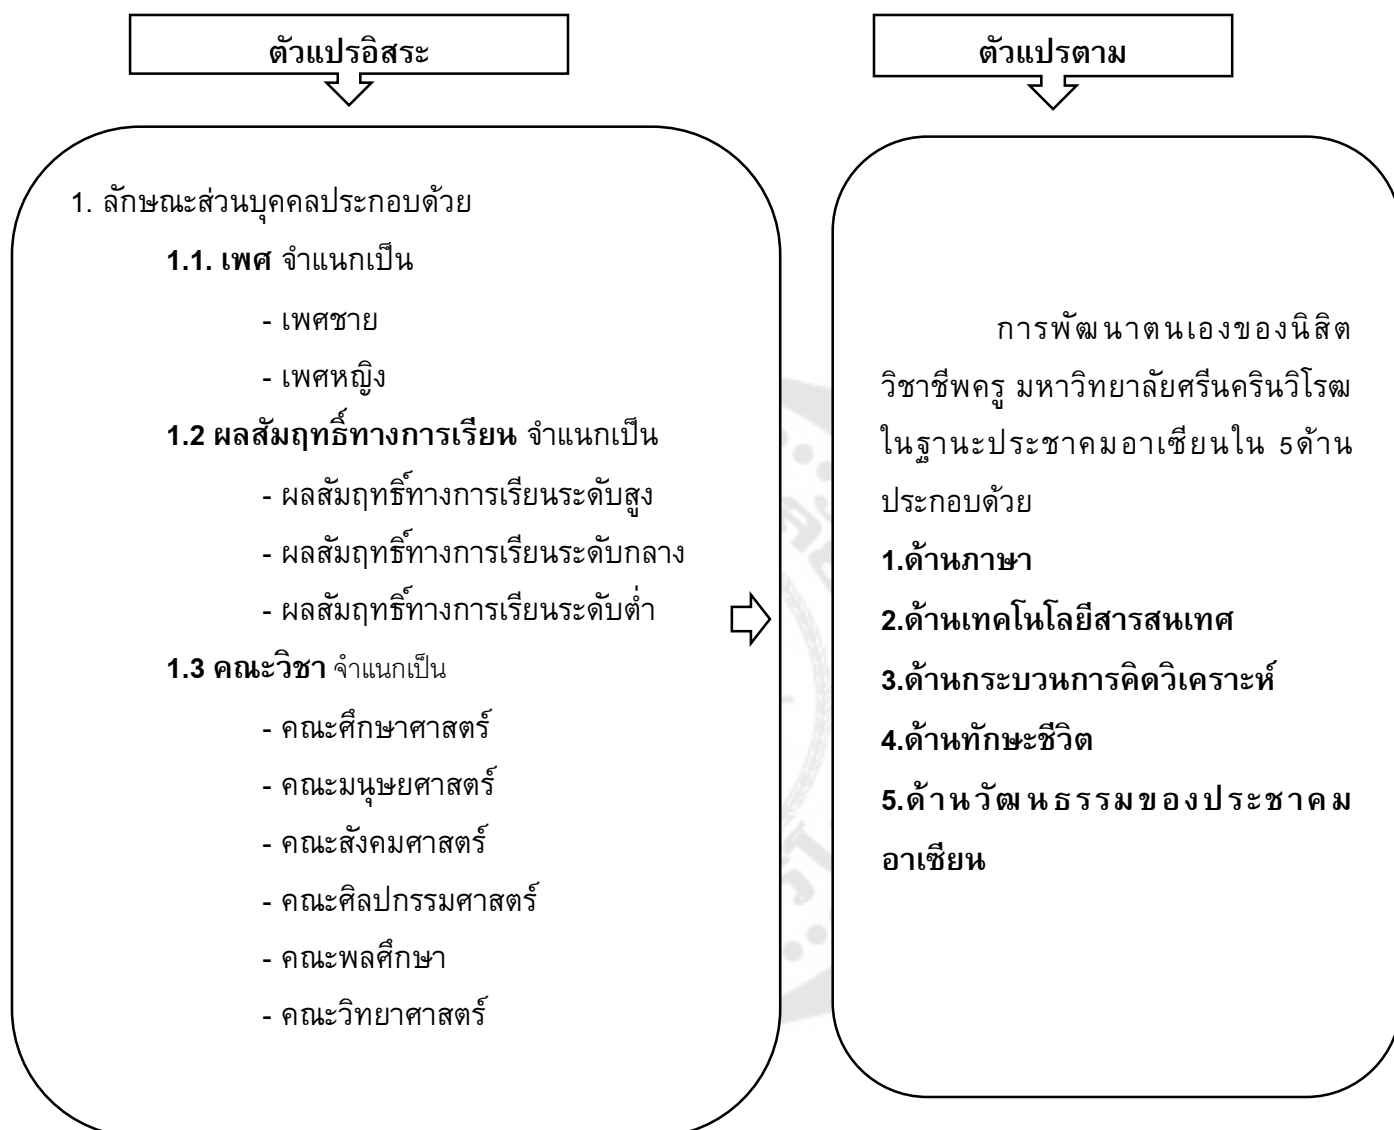 ตัวแปรอิสระ
ตัวแปรตาม
1. ลักษณะส่วนบุคคลประกอบด้วย
1.1. เพศ จำแนกเป็น
- เพศชาย
- เพศหญิง
1.2 ผลสัมฤทธิ์ทางการเรียน จำแนกเป็น
- ผลสัมฤทธิ์ทางการเรียนระดับสูง
- ผลสัมฤทธิ์ทางการเรียนระดับกลาง
- ผลสัมฤทธิ์ทางการเรียนระดับต่ำ
1.3 คณะวิชา จำแนกเป็น
- คณะศึกษาศาสตร์
- คณะมนุษยศาสตร์
- คณะสังคมศาสตร์
- คณะศิลปกรรมศาสตร์
- คณะพลศึกษา
- คณะวิทยาศาสตร์
การพัฒนาตนเองของนิสิต
วิชาชีพครู มหาวิทยาลัยศรีนครินวิโรฒ
ในฐานะประชาคมอาเซียนใน 5ด้าน
ประกอบด้วย
1.ด้านภาษา
2.ด้านเทคโนโลยีสารสนเทศ
3.ด้านกระบวนการคิดวิเคราะห์
4.ด้านทักษะชีวิต
5.ด้านวัฒนธรรมของประชาคม
อาเซียน